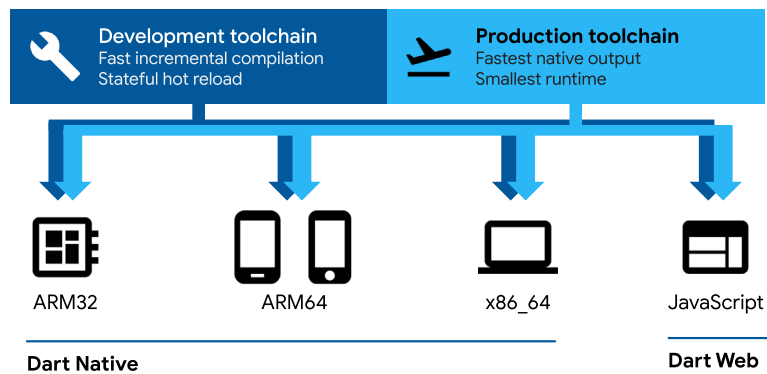 Development toolchain
Fast incremental compilation
Stateful hot reload
Production toolchain
Fastest native output
Smallest runtime
ARM32
ARM64
x86_64
JavaScript
Dart Native
Dart Web